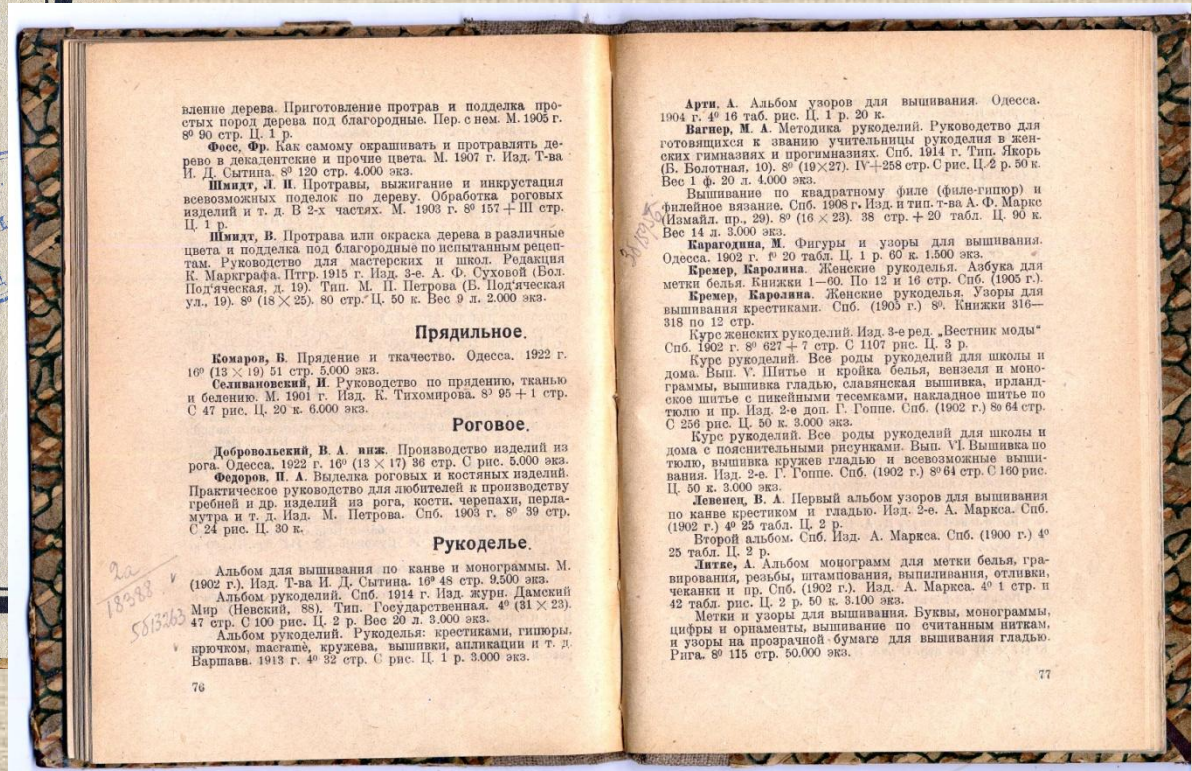 вление дерева. Приготовление протрав и подделка про-
стых пород дерева под благородные. Пер. с нем. М. 1905 г.
8⁰ 90 стр. Ц. 1 р.
Фосс, Фр. Как самому окрашивать и протравлять де-
рево в декадентские и прочие цвета. М. 1907 г. Изд. Т-ва
И. Д. Сытина. 8⁰ 120 стр. 4.000 экз.
Шмидт, Л. И. Протравы, выжигание и инкрустация
всевозможных поделок по дереву. Обработка роговых
изделий и т. д. В 2-х частях. М. 1903 г. 8⁰ 157 + III стр.
Ц. 1 р.
Шмидт, В. Протрава или окраска дерева в различные
цвета и подделка под благородные по испытанным рецеп-
там. Руководство для мастерских и школ. Редакция
К. Маркграфа. Птгр. 1915 г. Изд. 3-е. А. Ф. Суховой (Бол.
Под'яческая, д. 19). Тип. М. П. Петрова (Б. Под'яческая
ул., 19). 8⁰ (18 × 25). 80 стр. Ц. 50 к. Вес 9 л. 2.000 экз.
Прядильное.
Комаров, Б. Прядение и ткачество. Одесса. 1922 г.
16⁰ (13 × 19) 51 стр. 5.000 экз.
Селивановский, И. Руководство по прядению, тканью
и белению. М. 1901 г. Изд. К. Тихомирова. 8⁰ 95 + 1 стр.
С 47 рис. Ц. 20 к. 6.000 экз.
Роговое.
Добровольский, В. А. инж. Производство изделий из
рога. Одесса. 1922 г. 16⁰ (13 × 17) 36 стр. С рис. 5.000 экз.
Федоров, П. А. Выделка роговых и костяных изделий.
Практическое руководство для любителей к производству
гребней и др. изделий из рога, кости, черепахи, перла-
мутра и т. д. Изд. М. Петрова. Спб. 1903 г. 8⁰ 39 стр.
С 24 рис. Ц. 30 к.
Рукоделье.
Альбом для вышивания по канве и монограммы. М.
(1902 г.). Изд. Т-ва И. Д. Сытина. 16⁰ 48 стр. 9.500 экз.
Альбом рукоделий. Спб. 1914 г. Изд. журн. Дамский
Мир (Невский, 88). Тип. Государственная. 4⁰ (31 × 23).
47 стр. С 100 рис. Ц. 2 р. Вес 20 л. 3.000 экз.
Альбом рукоделий. Рукоделья: крестиками, гипюры,
крючком, macramé, кружева, вышивки, апликации и т. д.
Варшава. 1913 г. 4⁰ 32 стр. С рис. Ц. 1 р. 3.000 экз.
2а
18381
5813263
76
Арти, А. Альбом узоров для вышивания. Одесса.
1904 г. 4⁰ 16 таб. рис. Ц. 1 р. 20 к.
Вагнер, М. А. Методика рукоделий. Руководство для
готовящихся к званию учительницы рукоделия в жен-
ских гимназиях и прогимназиях. Спб. 1914 г. Тип. Якорь
(Б. Болотная, 10). 8⁰ (19×27). IV+258 стр. С рис. Ц. 2 р. 50 к.
Вес 1 ф. 20 л. 4.000 экз.
Вышивание по квадратному филе (филе-гипюр) и
филейное вязание. Спб. 1908 г. Изд. и тип. т-ва А. Ф. Маркс
(Измайл. пр., 29). 8⁰ (16 × 23). 38 стр. + 20 табл. Ц. 90 к.
Вес 14 л. 3.000 экз.
Карагодина, М. Фигуры и узоры для вышивания.
Одесса. 1902 г. f⁰ 20 табл. Ц. 1 р. 60 к. 1.500 экз.
Кремер, Каролина. Женские рукоделья. Азбука для
метки белья. Книжки 1—60. По 12 и 16 стр. Спб. (1905 г.).
Кремер, Каролина. Женские рукоделья. Узоры для
вышивания крестиками. Спб. (1905 г.) 8⁰. Книжки 316—
318 по 12 стр.
Курс женских рукоделий. Изд. 3-е ред. „Вестник моды"
Спб. 1902 г. 8⁰ 627 + 7 стр. С 1107 рис. Ц. 3 р.
Курс рукоделий. Все роды рукоделий для школы и
дома. Вып. V. Шитье и кройка белья, вензеля и моно-
граммы, вышивка гладью, славянская вышивка, ирланд-
ское шитье с пикейными тесемками, накладное шитье по
тюлю и пр. Изд. 2-е доп. Г. Гоппе. Спб. (1902 г.) 8о 64 стр.
С 256 рис. Ц. 50 к. 3.000 экз.
Курс рукоделий. Все роды рукоделий для школы и
дома с пояснительными рисунками. Вып. VI. Вышивка по
тюлю, вышивка кружев гладью и всевозможные выши-
вания. Изд. 2-е. Г. Гоппе. Спб. (1902 г.) 8⁰ 64 стр. С 160 рис.
Ц. 50 к. 3.000 экз.
Левенец, В. А. Первый альбом узоров для вышивания
по канве крестиком и гладью. Изд. 2-е. А. Маркса. Спб.
(1902 г.) 4⁰ 25 табл. Ц. 2 р.
Второй альбом. Спб. Изд. А. Маркса. Спб. (1900 г.) 4⁰
25 табл. Ц. 2 р.
Литке, А. Альбом монограмм для метки белья, гра-
вирования, резьбы, штампования, выпиливания, отливки,
чеканки и пр. Спб. (1902 г.). Изд. А. Маркса. 4⁰ 1 стр. и
42 табл. рис. Ц. 2 р. 50 к. 3.100 экз.
Метки и узоры для вышивания. Буквы, монограммы,
цифры и орнаменты, вышивание по считанным ниткам,
и узоры на прозрачной бумаге для вышивания гладью.
Рига. 8⁰ 115 стр. 50.000 экз.
77